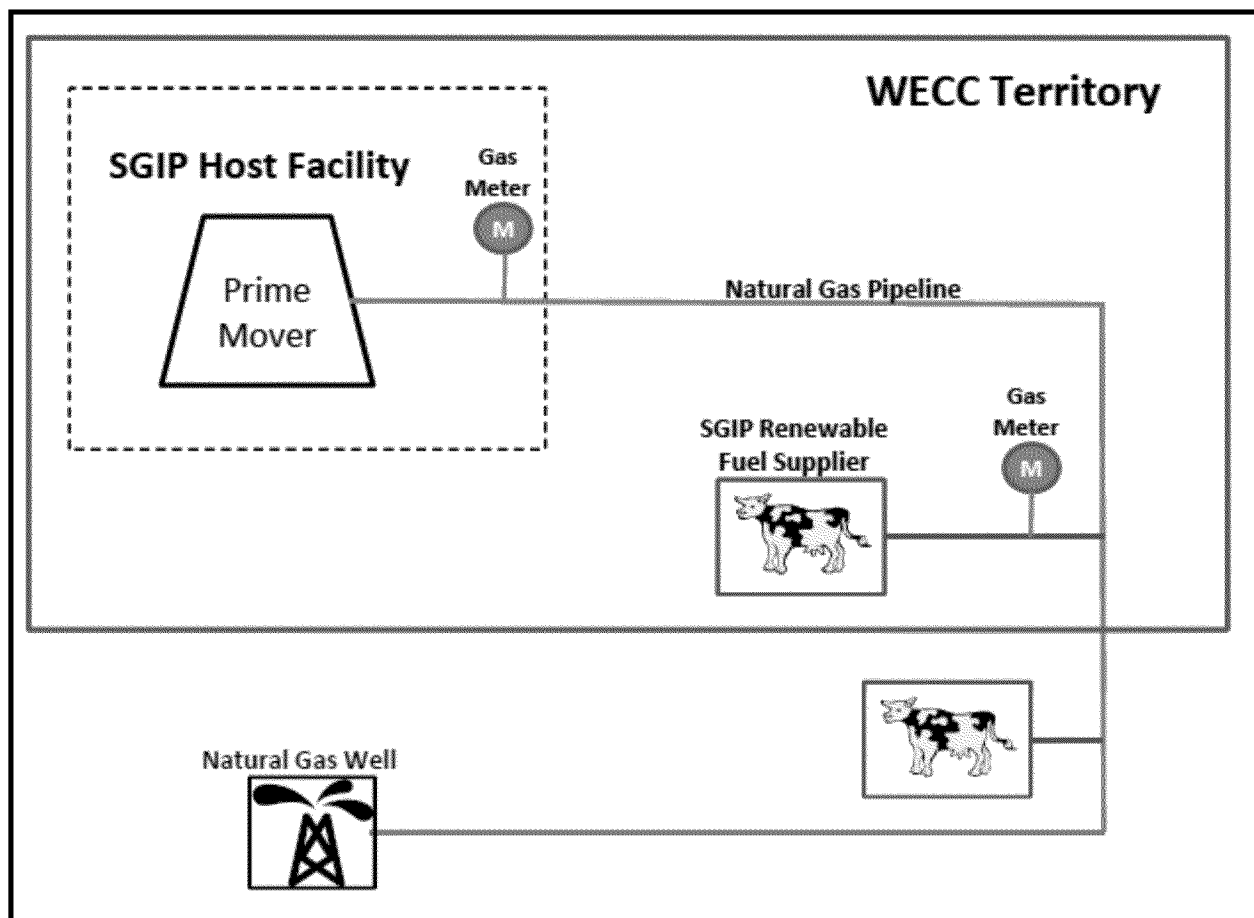 WECC Territory
SGIP Host Facility
Gas
Meter
M
Prime
Mover
Natural Gas Pipeline
Gas
Meter
M
SGIP Renewable
Fuel Supplier
Natural Gas Well